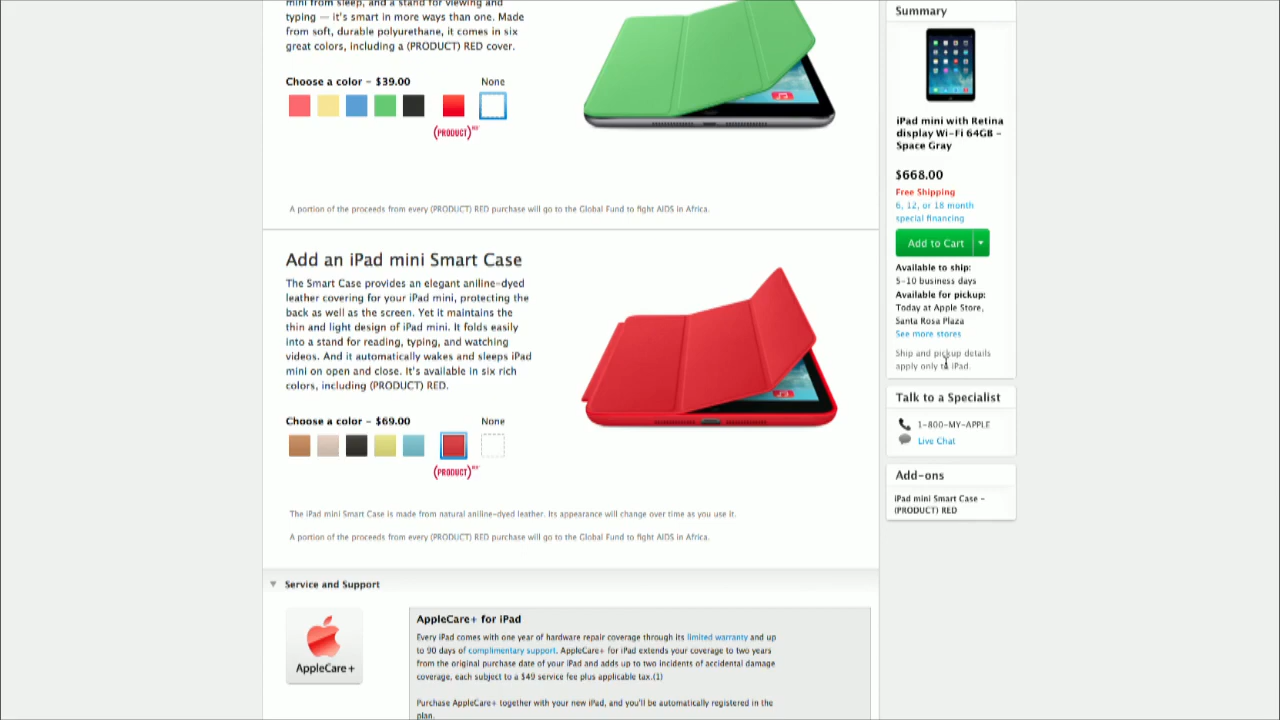 mini from sleep, and a stand for viewing and
typing — it's smart in more ways than one. Made
from soft, durable polyurethane, it comes in six
great colors, including a (PRODUCT) RED cover.
Choose a color – $39.00
None
(PRODUCT)RED
A portion of the proceeds from every (PRODUCT) RED purchase will go to the Global Fund to fight AIDS in Africa.
Add an iPad mini Smart Case
The Smart Case provides an elegant aniline-dyed
leather covering for your iPad mini, protecting the
back as well as the screen. Yet it maintains the
thin and light design of iPad mini. It folds easily
into a stand for reading, typing, and watching
videos. And it automatically wakes and sleeps iPad
mini on open and close. It's available in six rich
colors, including (PRODUCT) RED.
Choose a color – $69.00
None
(PRODUCT)RED
The iPad mini Smart Case is made from natural aniline-dyed leather. Its appearance will change over time as you use it.
A portion of the proceeds from every (PRODUCT) RED purchase will go to the Global Fund to fight AIDS in Africa.
Service and Support
AppleCare+
AppleCare+ for iPad
Every iPad comes with one year of hardware repair coverage through its limited warranty and up
to 90 days of complimentary support. AppleCare+ for iPad extends your coverage to two years
from the original purchase date of your iPad and adds up to two incidents of accidental damage
coverage, each subject to a $49 service fee plus applicable tax.(1)
Purchase AppleCare+ together with your new iPad, and you'll be automatically registered in the
plan.
Summary
iPad mini with Retina
display Wi-Fi 64GB –
Space Gray
$668.00
Free Shipping
6, 12, or 18 month
special financing
Add to Cart
Available to ship:
5-10 business days
Available for pickup:
Today at Apple Store,
Santa Rosa Plaza
See more stores
Ship and pickup details
apply only to iPad.
Talk to a Specialist
1-800-MY-APPLE
Live Chat
Add-ons
iPad mini Smart Case –
(PRODUCT) RED